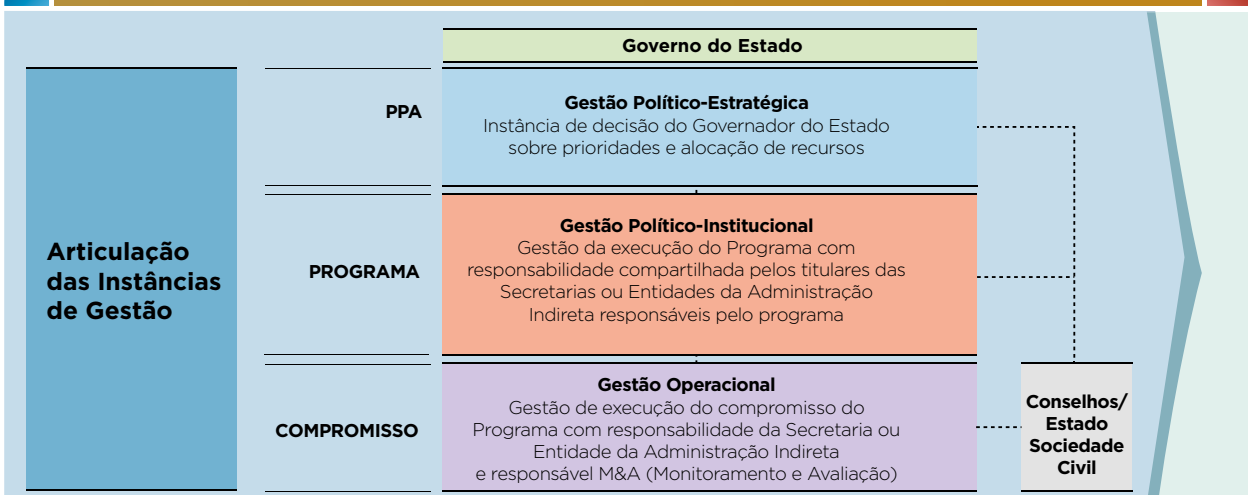 Governo do Estado
Articulação
das Instâncias
de Gestão
PPA
Gestão Político-Estratégica
Instância de decisão do Governador do Estado
sobre prioridades e alocação de recursos
PROGRAMA
Gestão Político-Institucional
Gestão da execução do Programa com
responsabilidade compartilhada pelos titulares das
Secretarias ou Entidades da Administração
Indireta responsáveis pelo programa
COMPROMISSO
Gestão Operacional
Gestão de execução do compromisso do
Programa com responsabilidade da Secretaria ou
Entidade da Administração Indireta
e responsável M&A (Monitoramento e Avaliação)
Conselhos/
Estado
Sociedade
Civil